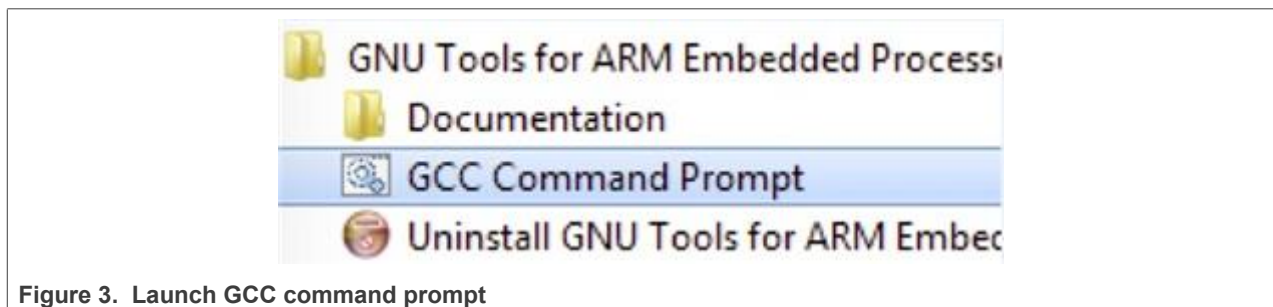 GNU Tools for ARM Embedded Process
Documentation
GCC Command Prompt
Uninstall GNU Tools for ARM Embed
Figure 3. Launch GCC command prompt